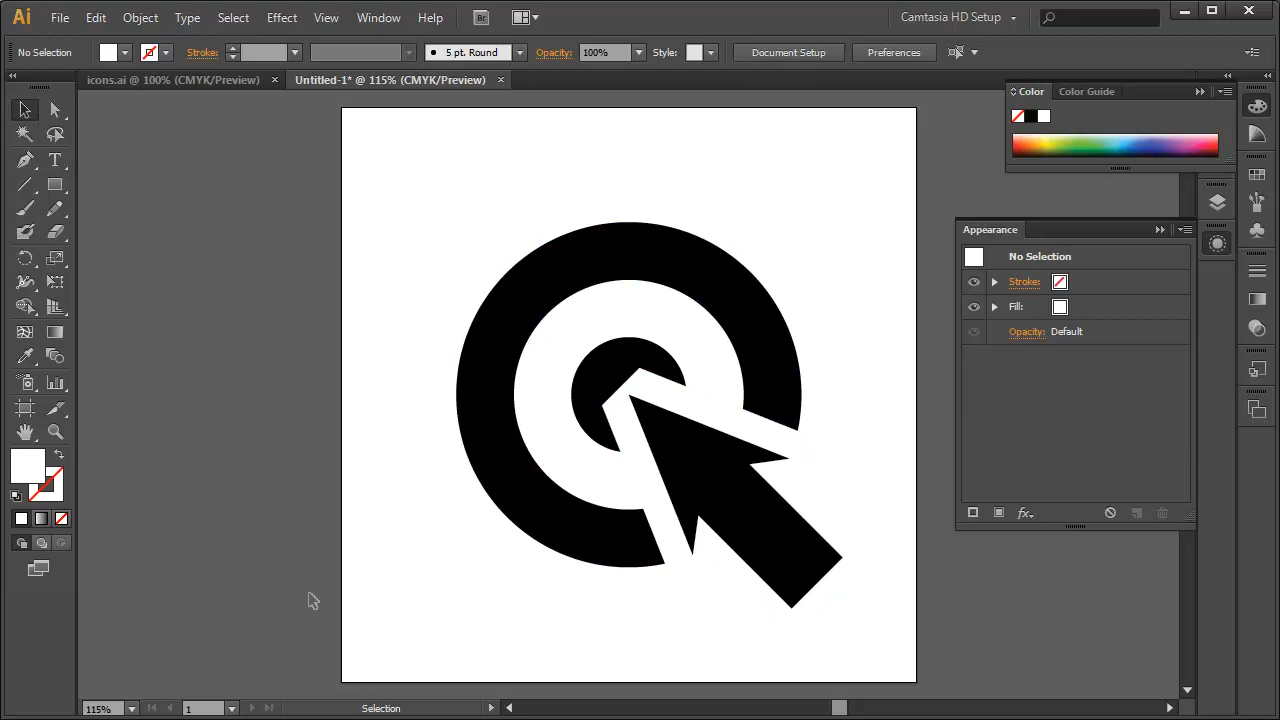 Ai File Edit Object Type Select Effect View Window Help Br Camtasia HD Setup
No Selection Stroke: 5 pt. Round Opacity: 100% Style: Document Setup Preferences
icons.ai @ 100% (CMYK/Preview) Untitled-1* @ 115% (CMYK/Preview)
Color Color Guide
Appearance
No Selection
Stroke:
Fill:
Opacity: Default
fx
115% 1 Selection